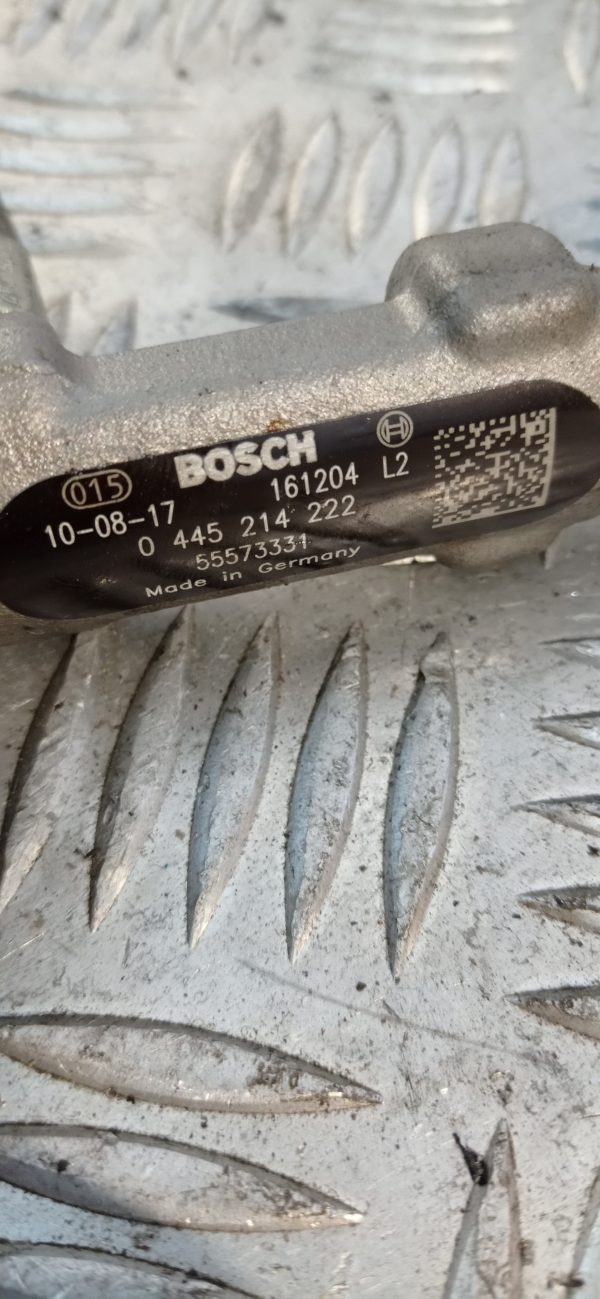 015 BOSCH
10-08-17 161204 L2
0 445 214 222
55573331
Made in Germany